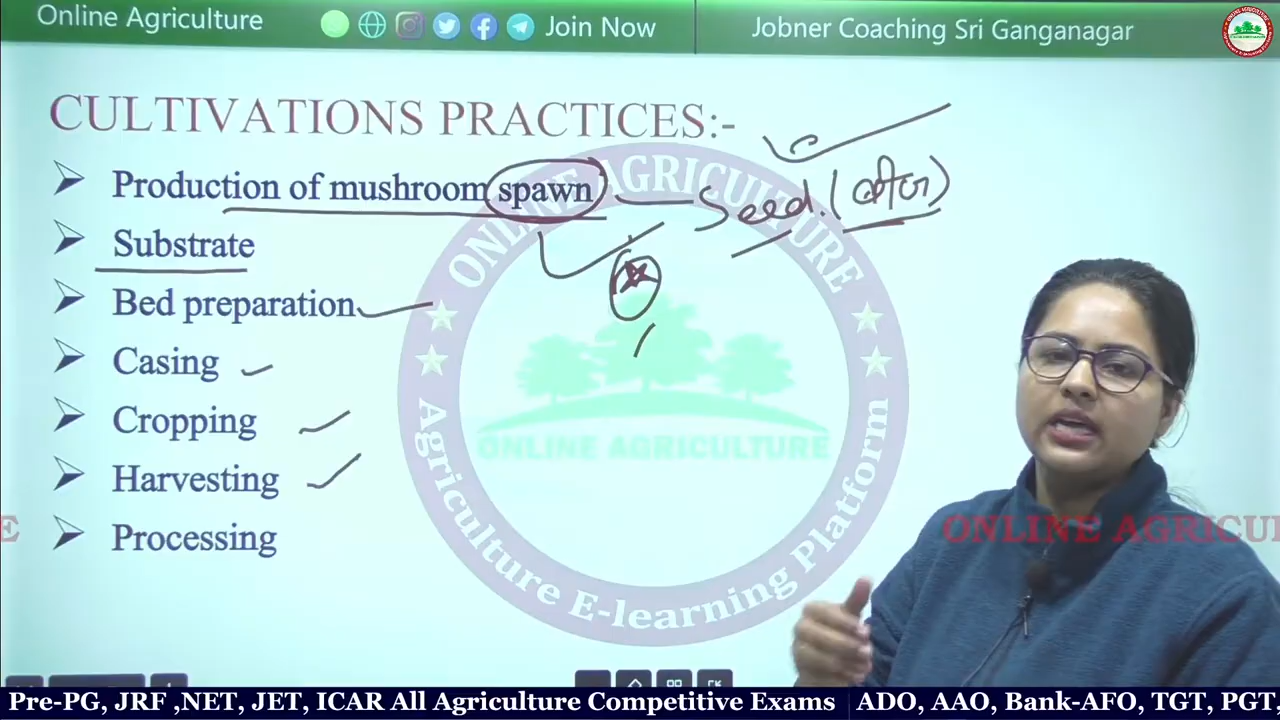 Online Agriculture
Join Now
Jobner Coaching Sri Ganganagar
CULTIVATIONS PRACTICES:-
Production of mushroom spawn
Seed.
Substrate
Bed preparation
Casing
Cropping
Harvesting
Processing
ONLINE AGRICULTURE
Agriculture E-learning Platform
ONLINE AGRICULTURE
E
ONLINE AGRICULTURE
Pre-PG, JRF ,NET, JET, ICAR All Agriculture Competitive Exams
ADO, AAO, Bank-AFO, TGT, PGT,